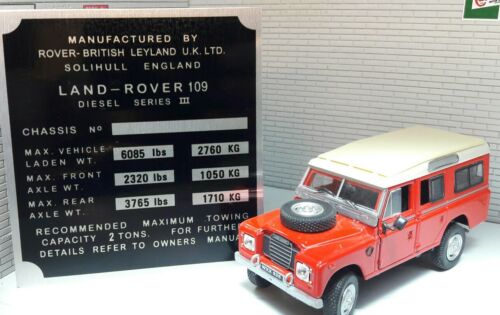 MANUFACTURED BY
ROVER-BRITISH LEYLAND U.K. LTD.
SOLIHULL ENGLAND
LAND-ROVER 109
DIESEL SERIES III
CHASSIS No
MAX. VEHICLE LADEN WT. 6085 lbs 2760 KG
MAX. FRONT AXLE WT. 2320 lbs 1050 KG
MAX. REAR AXLE WT. 3765 lbs 1710 KG
RECOMMENDED MAXIMUM TOWING
CAPACITY 2 TONS. FOR FURTHER
DETAILS REFER TO OWNERS MANUAL